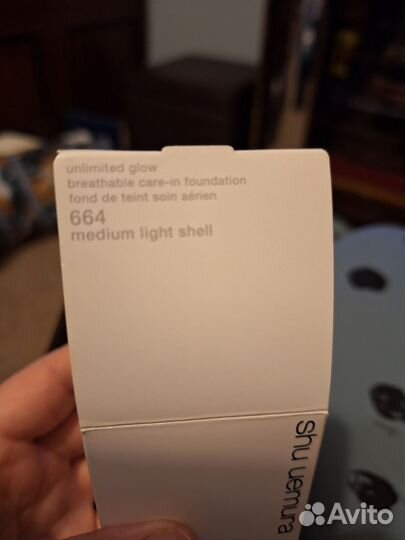 unlimited glow
breathable care-in foundation
fond de teint soin aérien
664
medium light shell
shu uemura
Avito